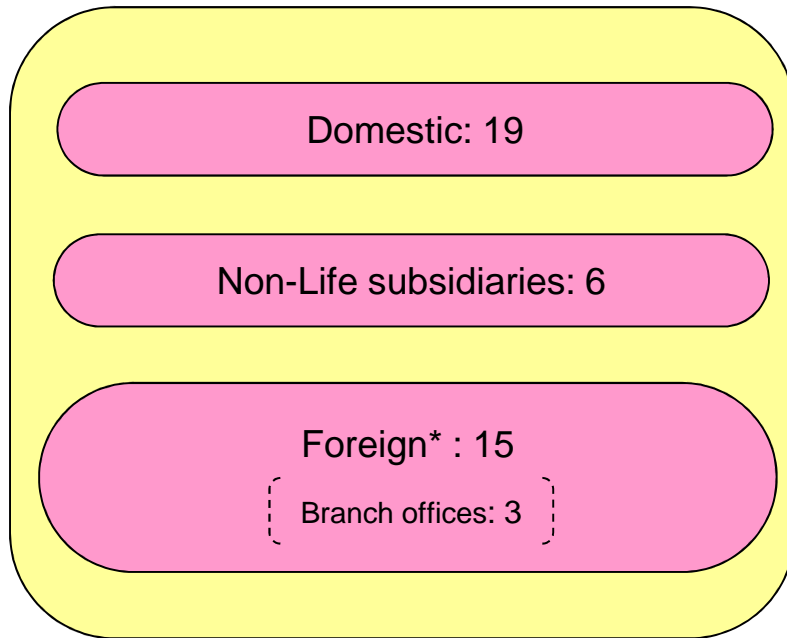 Domestic: 19
Non-Life subsidiaries: 6
Foreign* : 15
Branch offices: 3